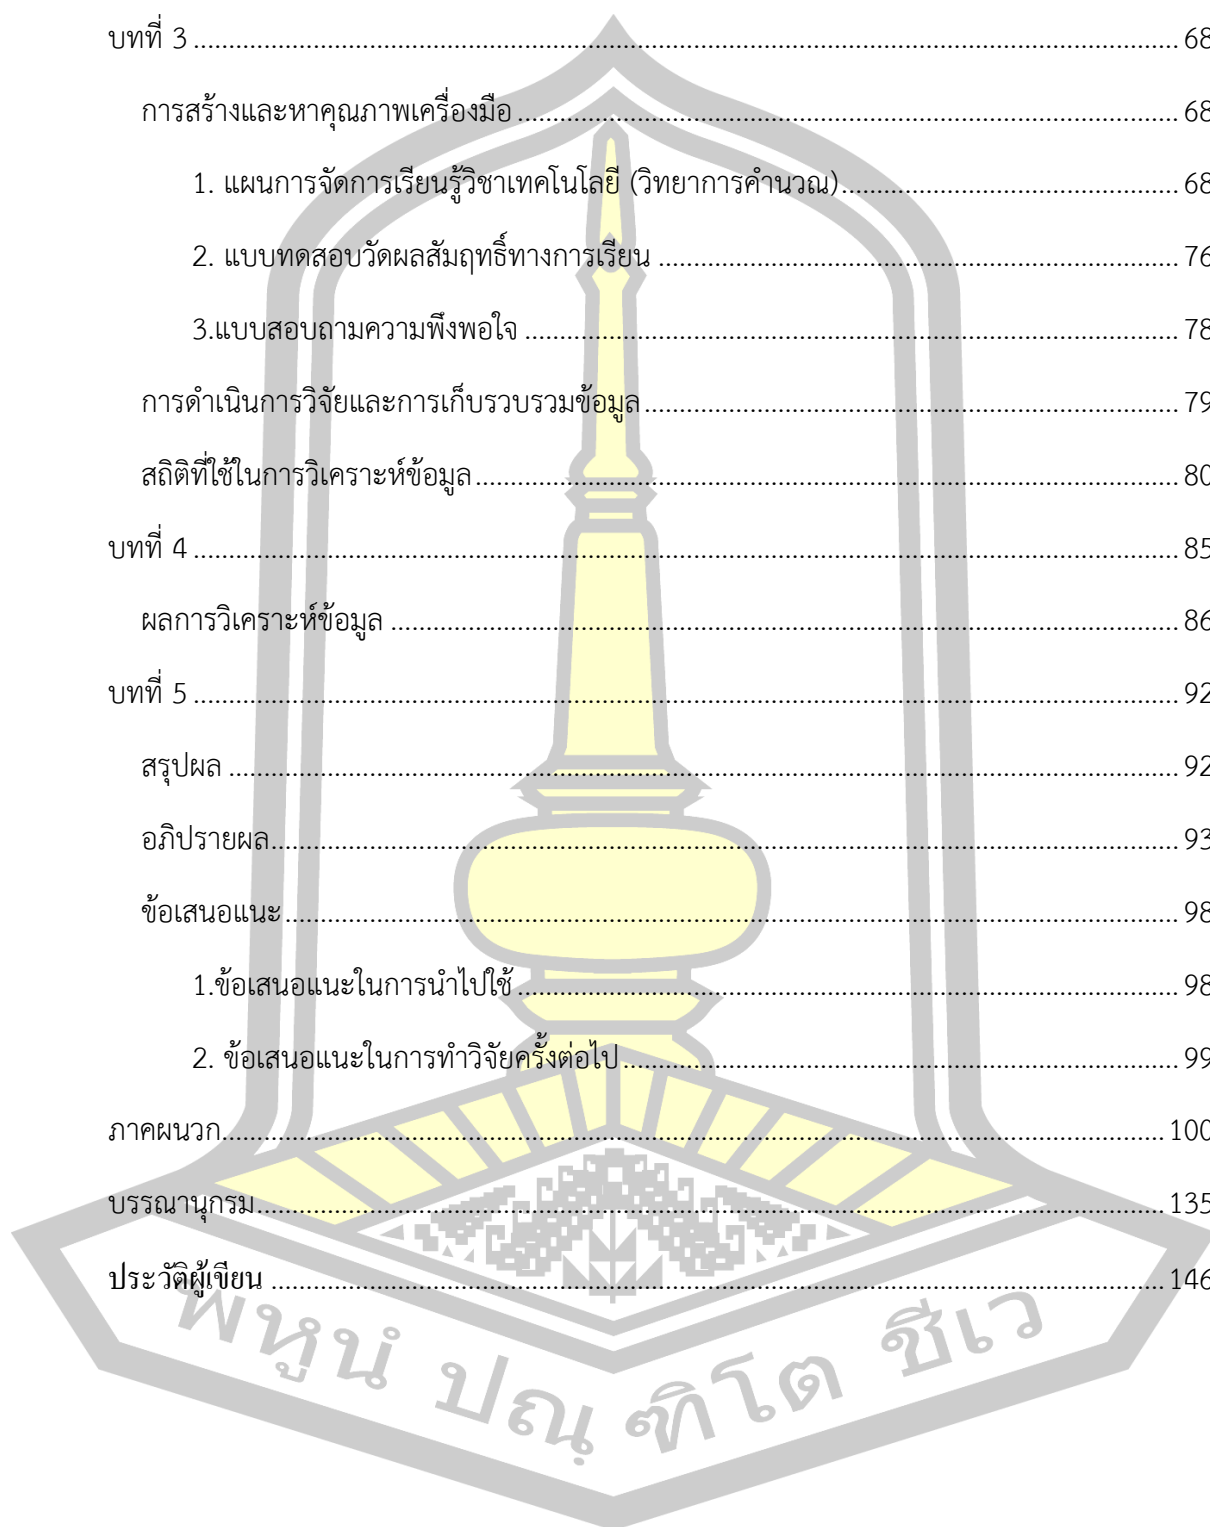 บทที่ 3 ........ 68
การสร้างและหาคุณภาพเครื่องมือ ........ 68
1. แผนการจัดการเรียนรู้วิชาเทคโนโลยี (วิทยาการคำนวณ) ........ 68
2. แบบทดสอบวัดผลสัมฤทธิ์ทางการเรียน ........ 76
3.แบบสอบถามความพึงพอใจ ........ 78
การดำเนินการวิจัยและการเก็บรวบรวมข้อมูล ........ 79
สถิติที่ใช้ในการวิเคราะห์ข้อมูล ........ 80
บทที่ 4 ........ 85
ผลการวิเคราะห์ข้อมูล ........ 86
บทที่ 5 ........ 92
สรุปผล ........ 92
อภิปรายผล ........ 93
ข้อเสนอแนะ ........ 98
1.ข้อเสนอแนะในการนำไปใช้ ........ 98
2. ข้อเสนอแนะในการทำวิจัยครั้งต่อไป ........ 99
ภาคผนวก ........ 100
บรรณานุกรม ........ 135
ประวัติผู้เขียน ........ 146
พหูนํ ปณฺฑิโต ชีเว